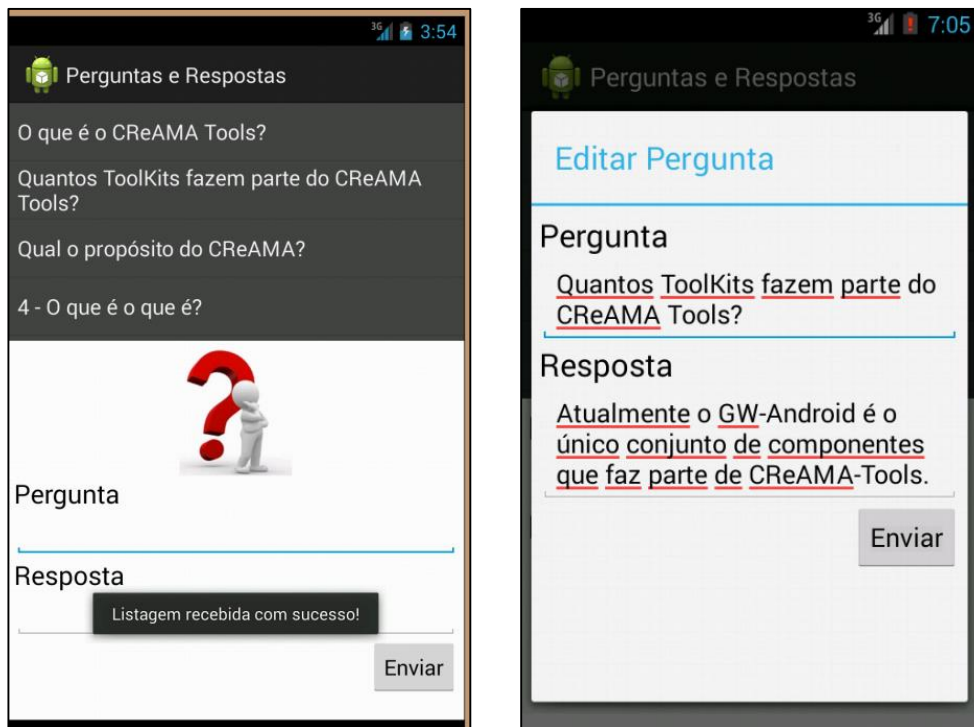 3G 3:54
Perguntas e Respostas
O que é o CReAMA Tools?
Quantos ToolKits fazem parte do CReAMA
Tools?
Qual o propósito do CReAMA?
4 - O que é o que é?
Pergunta
Resposta
Listagem recebida com sucesso!
Enviar
3G 7:05
Perguntas e Respostas
Editar Pergunta
Pergunta
Quantos ToolKits fazem parte do
CReAMA Tools?
Resposta
Atualmente o GW-Android é o
único conjunto de componentes
que faz parte de CReAMA-Tools.
Enviar